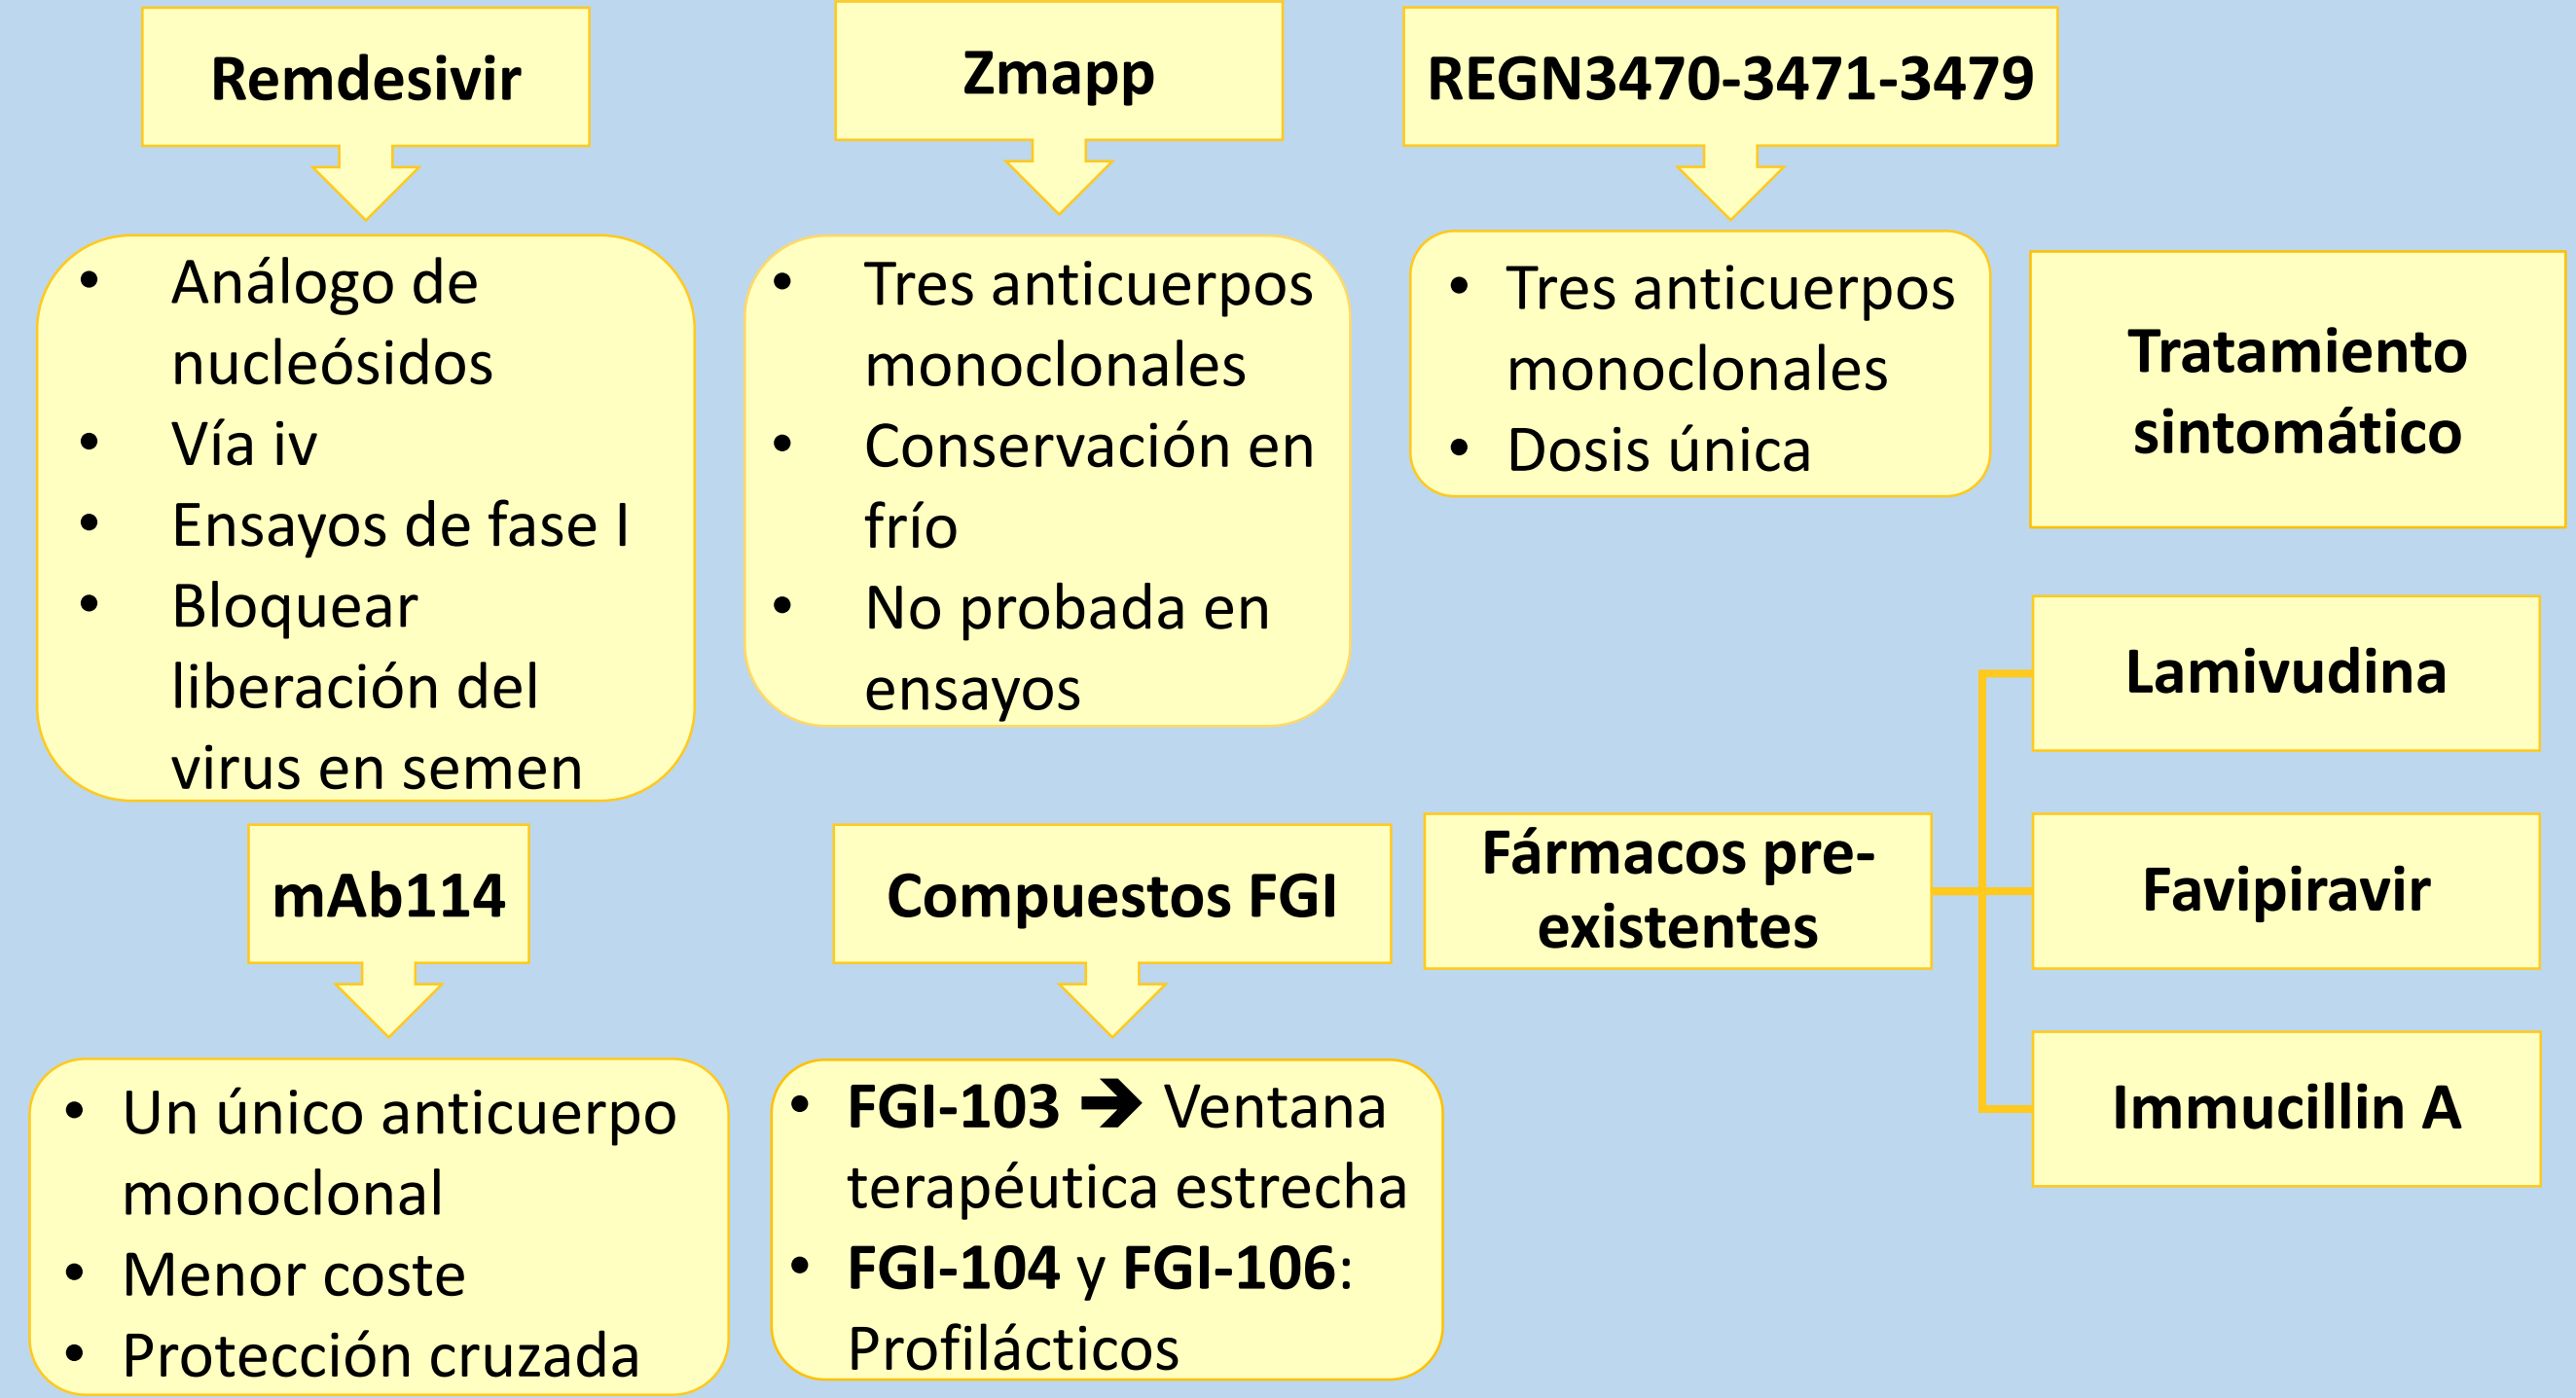 Remdesivir
• Análogo de
nucleósidos
• Vía iv
• Ensayos de fase I
• Bloquear
liberación del
virus en semen
Zmapp
• Tres anticuerpos
monoclonales
• Conservación en
frío
• No probada en
ensayos
REGN3470-3471-3479
• Tres anticuerpos
monoclonales
• Dosis única
Tratamiento
sintomático
mAb114
• Un único anticuerpo
monoclonal
• Menor coste
• Protección cruzada
Compuestos FGI
• FGI-103 🡪 Ventana
terapéutica estrecha
• FGI-104 y FGI-106:
Profilácticos
Fármacos pre-
existentes
Lamivudina
Favipiravir
Immucillin A